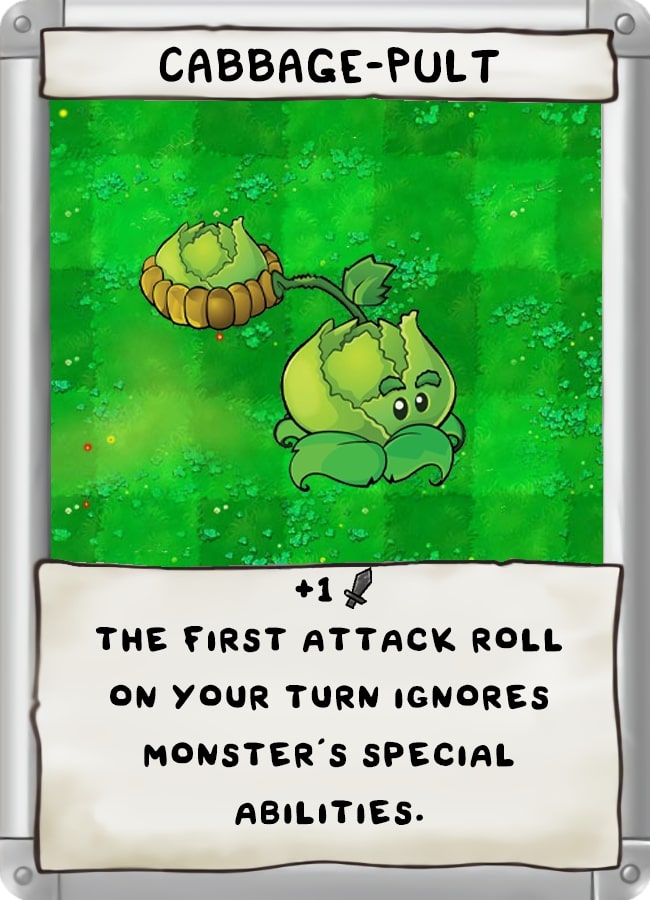 CABBAGE-PULT
+1
THE FIRST ATTACK ROLL
ON YOUR TURN IGNORES
MONSTER´S SPECIAL
ABILITIES.